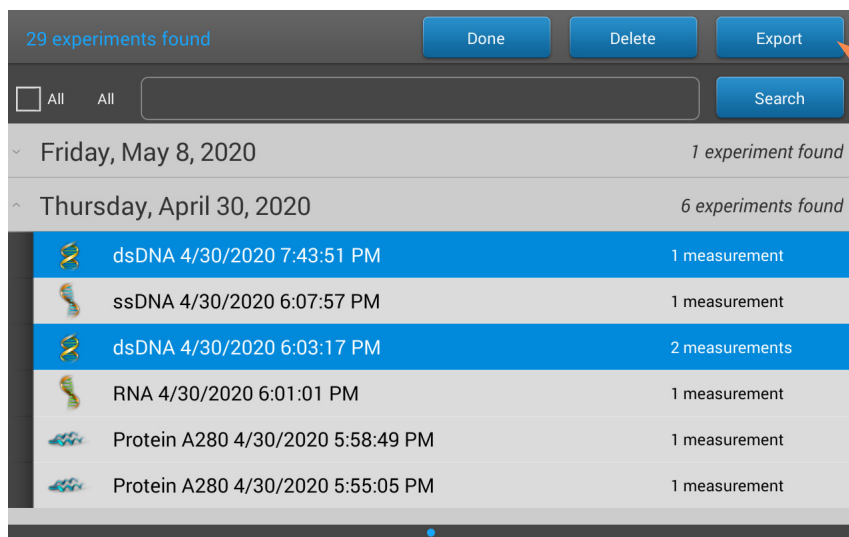 29 experiments found Done Delete Export
All All Search
Friday, May 8, 2020 1 experiment found
Thursday, April 30, 2020 6 experiments found
dsDNA 4/30/2020 7:43:51 PM 1 measurement
ssDNA 4/30/2020 6:07:57 PM 1 measurement
dsDNA 4/30/2020 6:03:17 PM 2 measurements
RNA 4/30/2020 6:01:01 PM 1 measurement
Protein A280 4/30/2020 5:58:49 PM 1 measurement
Protein A280 4/30/2020 5:55:05 PM 1 measurement